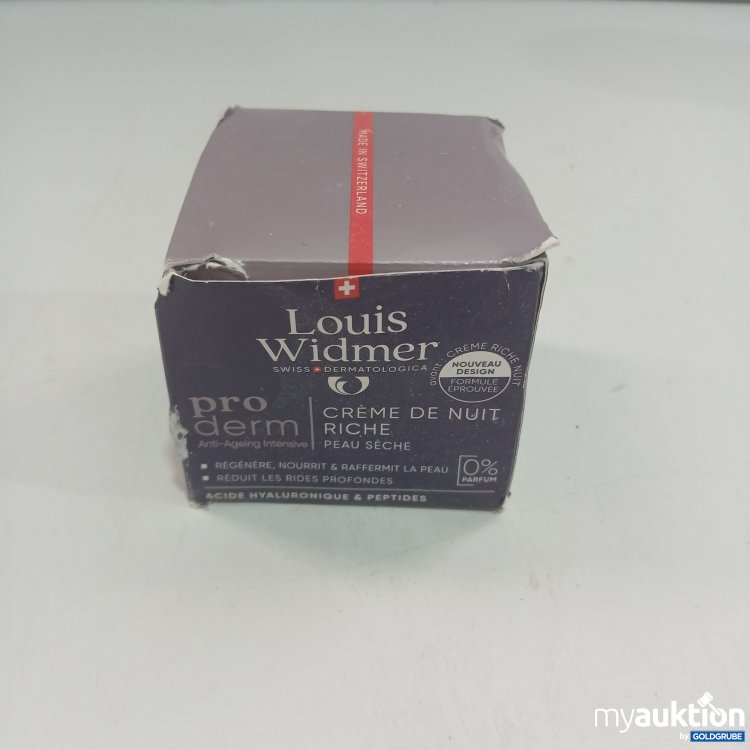 MADE IN SWITZERLAND
Louis
Widmer
SWISS DERMATOLOGICA
avant CRÈME RICHE NUIT
NOUVEAU
DESIGN
FORMULE
ÉPROUVÉE
pro
derm
Anti-Ageing Intensive
CRÈME DE NUIT
RICHE
PEAU SÈCHE
RÉGÉNÈRE, NOURRIT & RAFFERMIT LA PEAU
RÉDUIT LES RIDES PROFONDES
0%
PARFUM
ACIDE HYALURONIQUE & PEPTIDES
myauktion
by GOLDGRUBE